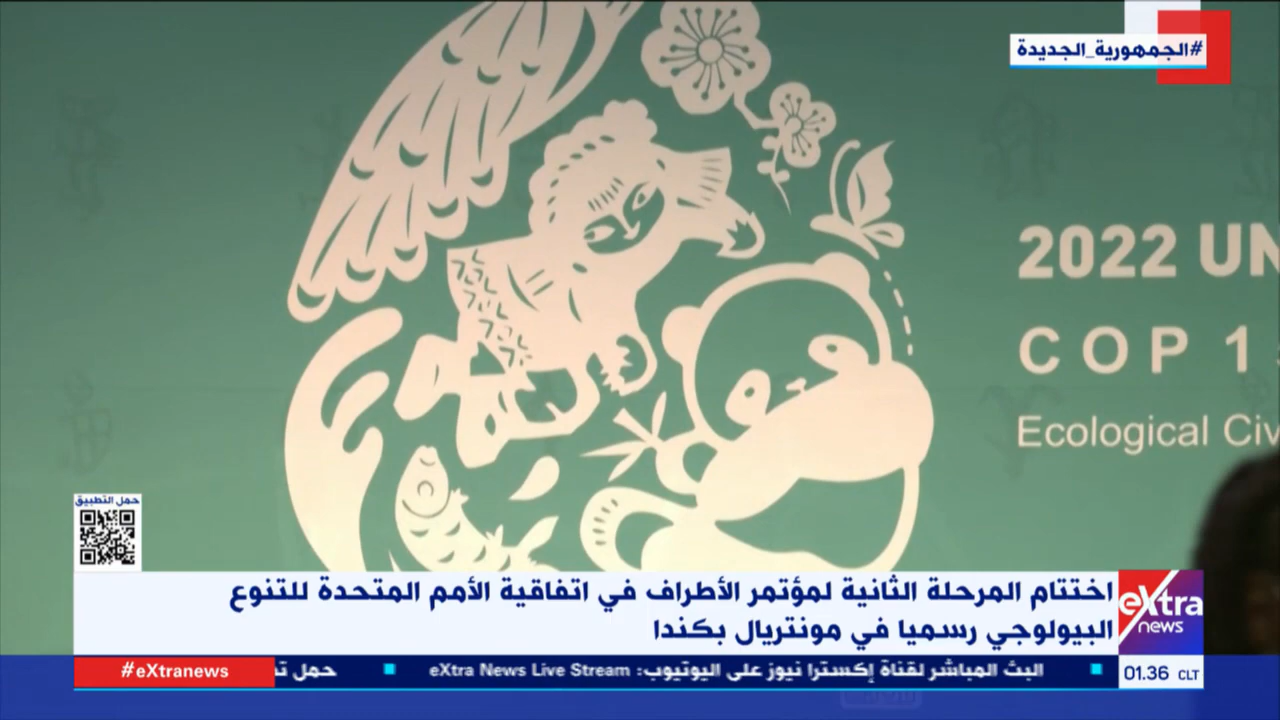 #الجمهورية_الجديدة
2022 UN
COP 1
Ecological Civ
حمل التطبيق
اختتام المرحلة الثانية لمؤتمر الأطراف في اتفاقية الأمم المتحدة للتنوع
البيولوجي رسميا في مونتريال بكندا
eXtra
news
#eXtranews
البث المباشر لقناة إكسترا نيوز على اليوتيوب: eXtra News Live Stream ■ حمل
01.36 CLT